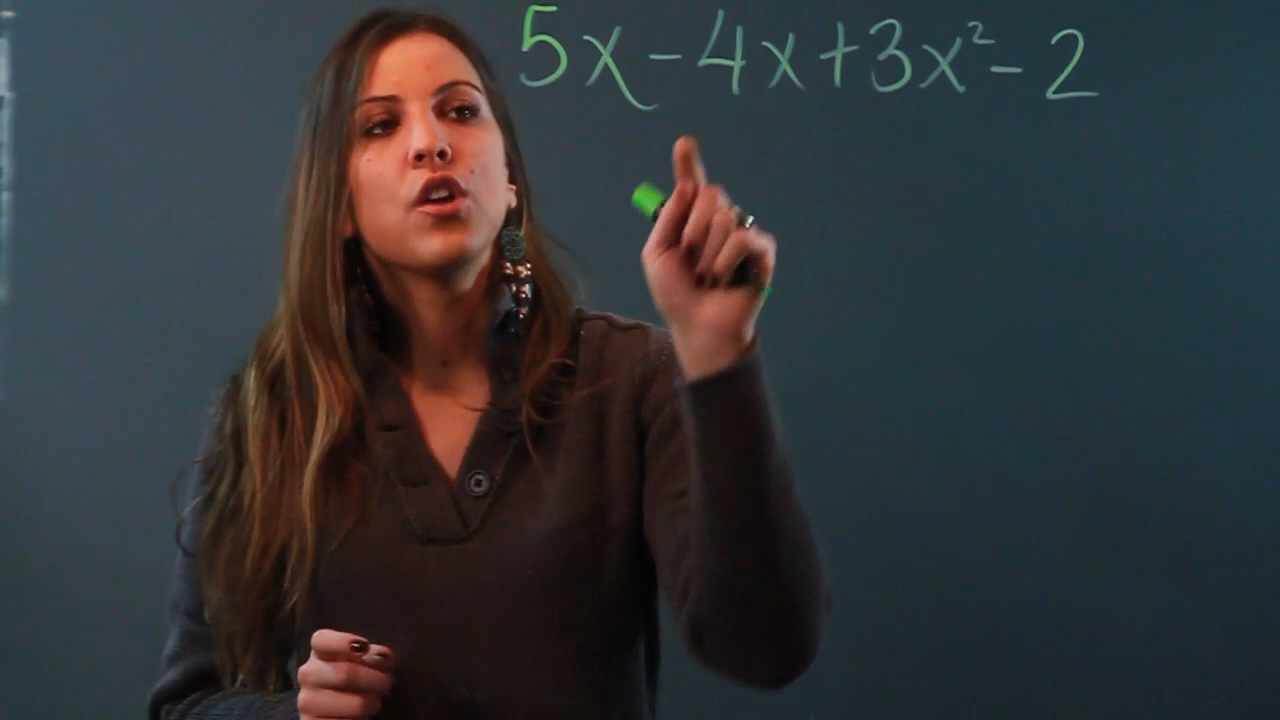 5x - 4x + 3x² - 2